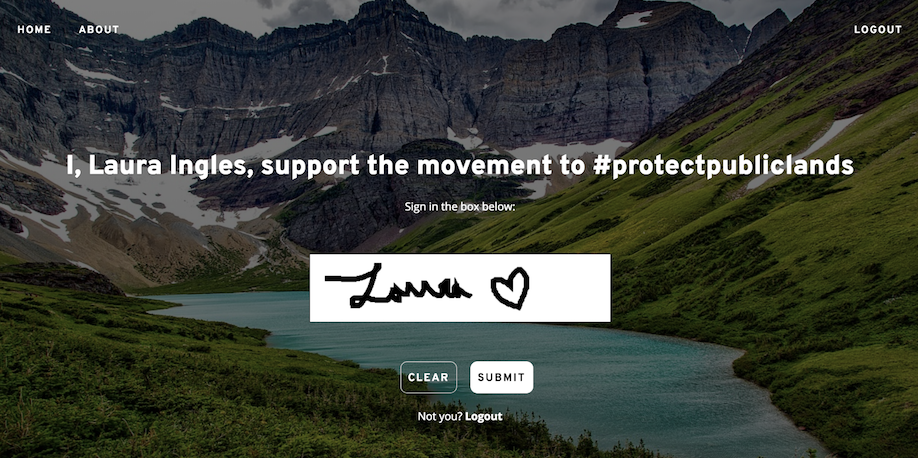 HOME ABOUT LOGOUT
I, Laura Ingles, support the movement to #protectpubliclands
Sign in the box below:
Laura ♡
CLEAR SUBMIT
Not you? Logout